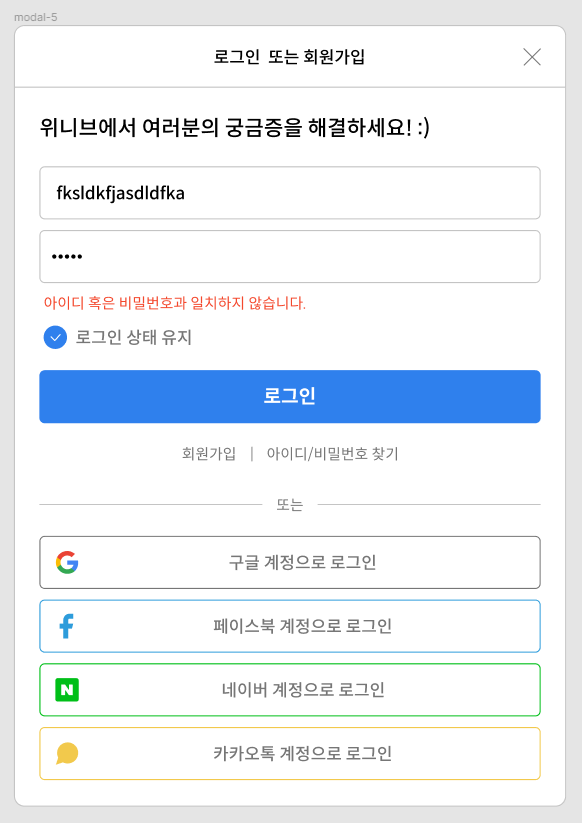 modal-5
로그인 또는 회원가입
위니브에서 여러분의 궁금증을 해결하세요! :)
fksldkfjasdldfka
•••••
아이디 혹은 비밀번호과 일치하지 않습니다.
로그인 상태 유지
로그인
회원가입 | 아이디/비밀번호 찾기
또는
구글 계정으로 로그인
페이스북 계정으로 로그인
네이버 계정으로 로그인
카카오톡 계정으로 로그인